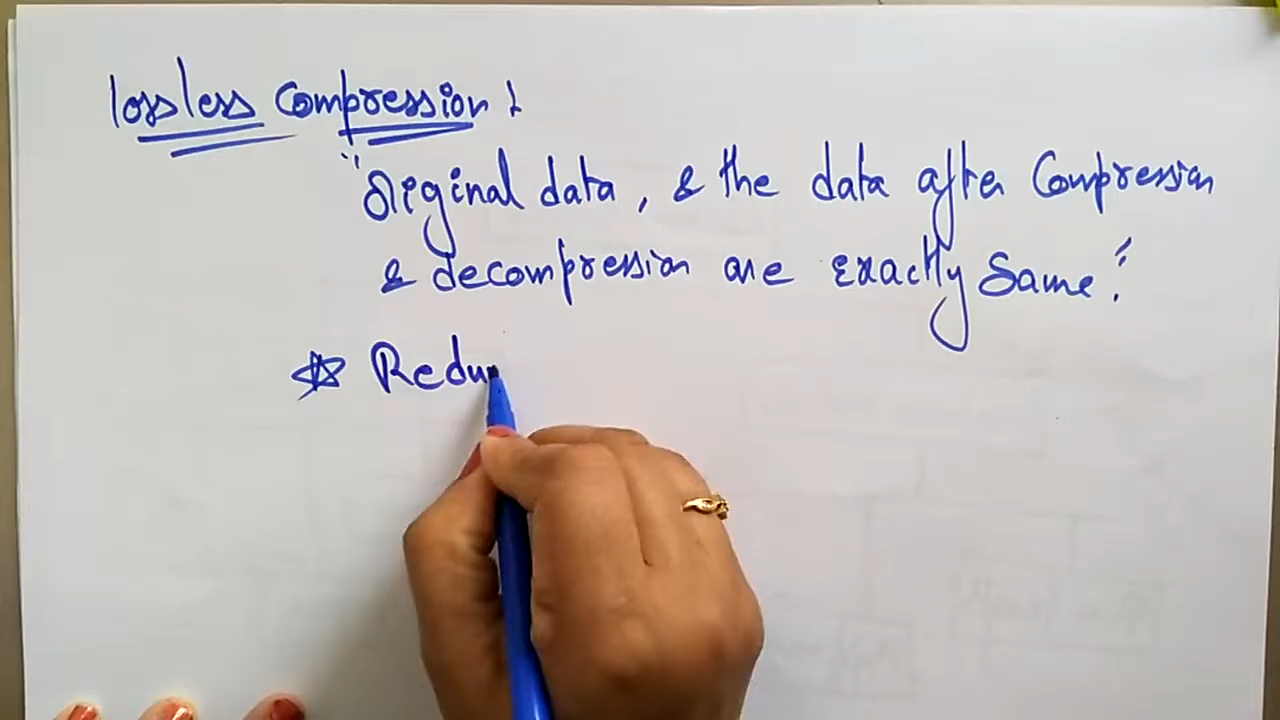 lossless compression :
"Original data, & the data after Compression
& decompression are exactly same."
☆ Redu